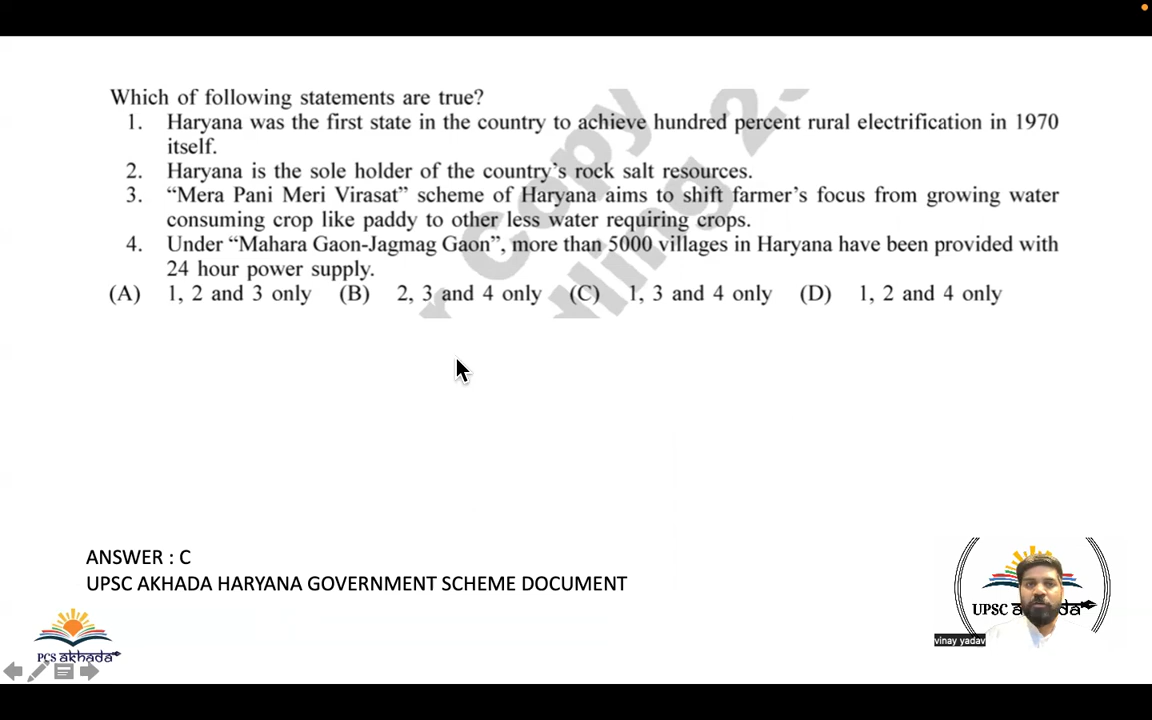 Which of following statements are true?
1. Haryana was the first state in the country to achieve hundred percent rural electrification in 1970
itself.
2. Haryana is the sole holder of the country's rock salt resources.
3. “Mera Pani Meri Virasat” scheme of Haryana aims to shift farmer's focus from growing water
consuming crop like paddy to other less water requiring crops.
4. Under “Mahara Gaon-Jagmag Gaon”, more than 5000 villages in Haryana have been provided with
24 hour power supply.
(A) 1, 2 and 3 only (B) 2, 3 and 4 only (C) 1, 3 and 4 only (D) 1, 2 and 4 only
Copy
ANSWER : C
UPSC AKHADA HARYANA GOVERNMENT SCHEME DOCUMENT
UPSC
vinay yadav
PCS akhada